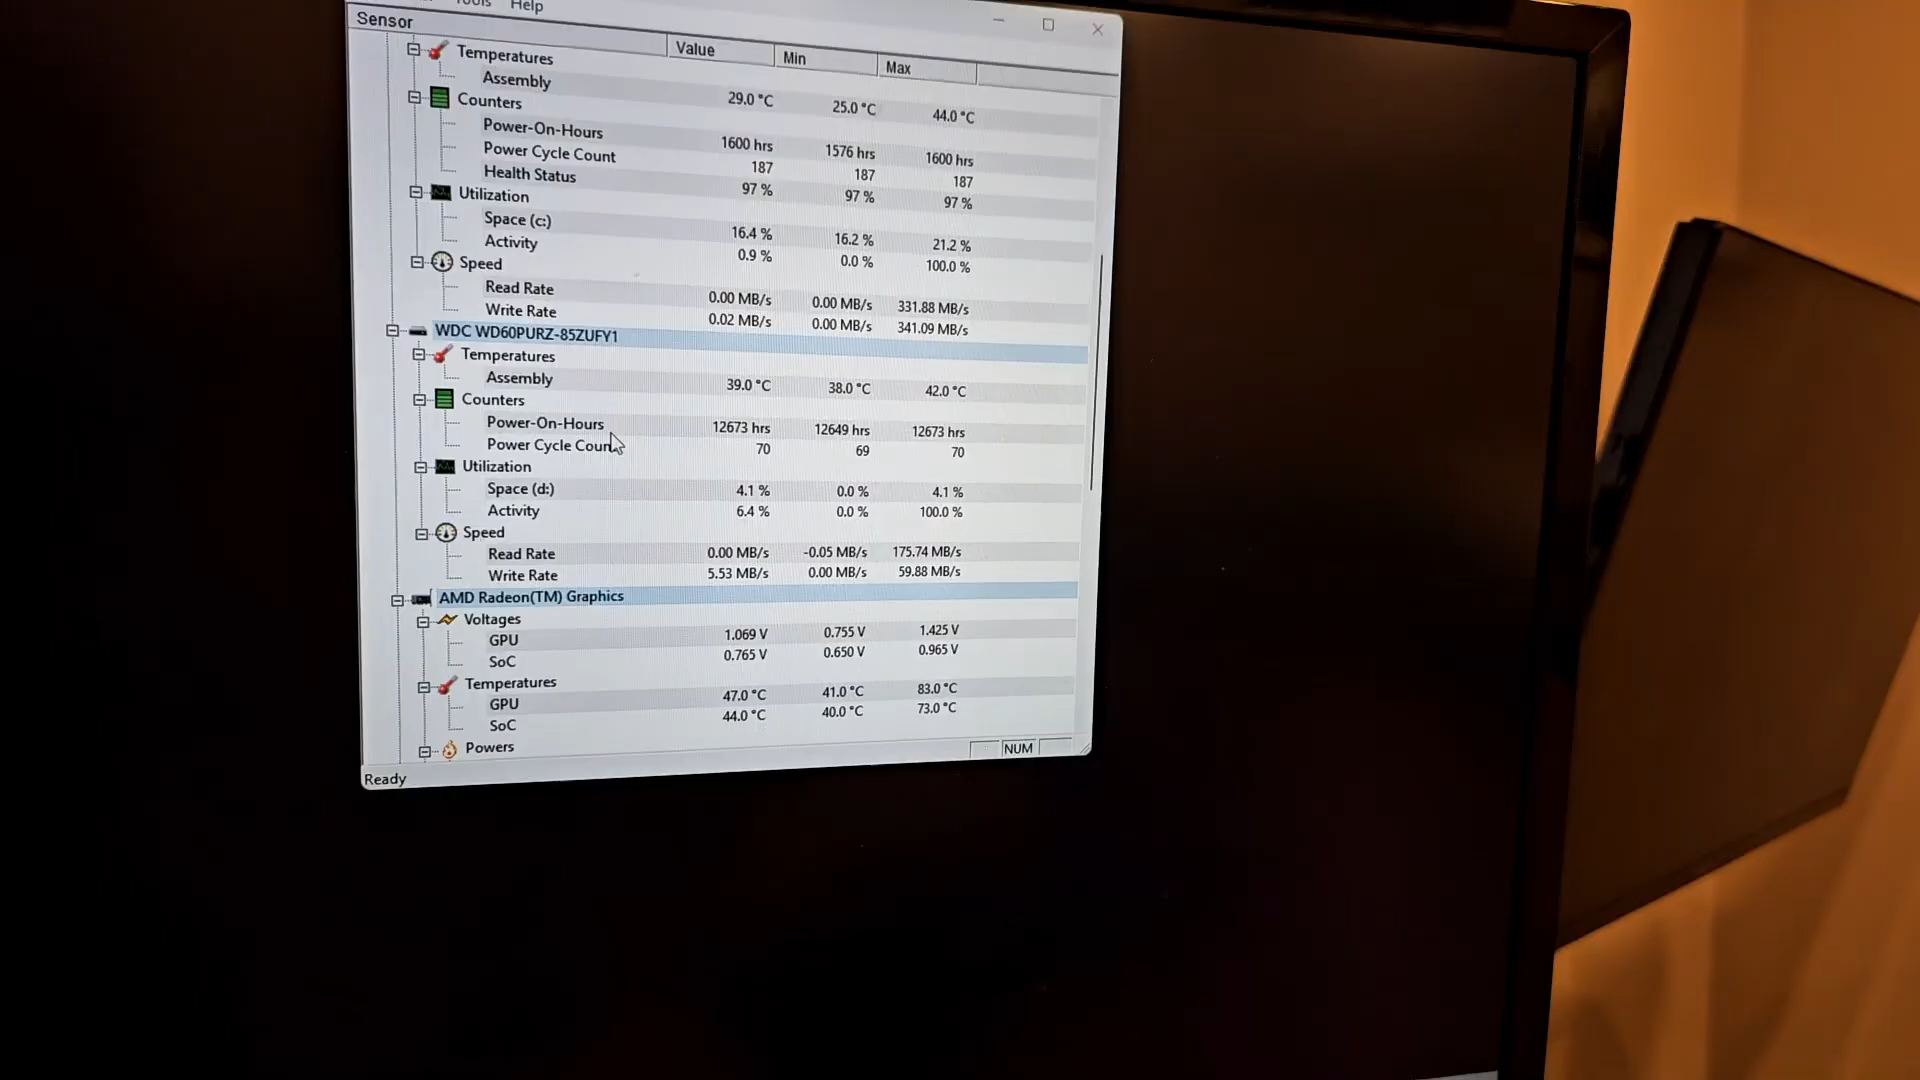 Tools Help
Sensor Value Min Max
Temperatures
Assembly 29.0 °C 25.0 °C 44.0 °C
Counters
Power-On-Hours 1600 hrs 1576 hrs 1600 hrs
Power Cycle Count 187 187 187
Health Status 97 % 97 % 97 %
Utilization
Space (c:) 16.4 % 16.2 % 21.2 %
Activity 0.9 % 0.0 % 100.0 %
Speed
Read Rate 0.00 MB/s 0.00 MB/s 331.88 MB/s
Write Rate 0.02 MB/s 0.00 MB/s 341.09 MB/s
WDC WD60PURZ-85ZUFY1
Temperatures
Assembly 39.0 °C 38.0 °C 42.0 °C
Counters
Power-On-Hours 12673 hrs 12649 hrs 12673 hrs
Power Cycle Count 70 69 70
Utilization
Space (d:) 4.1 % 0.0 % 4.1 %
Activity 6.4 % 0.0 % 100.0 %
Speed
Read Rate 0.00 MB/s -0.05 MB/s 175.74 MB/s
Write Rate 5.53 MB/s 0.00 MB/s 59.88 MB/s
AMD Radeon(TM) Graphics
Voltages
GPU 1.069 V 0.755 V 1.425 V
SoC 0.765 V 0.650 V 0.965 V
Temperatures
GPU 47.0 °C 41.0 °C 83.0 °C
SoC 44.0 °C 40.0 °C 73.0 °C
Powers
Ready NUM